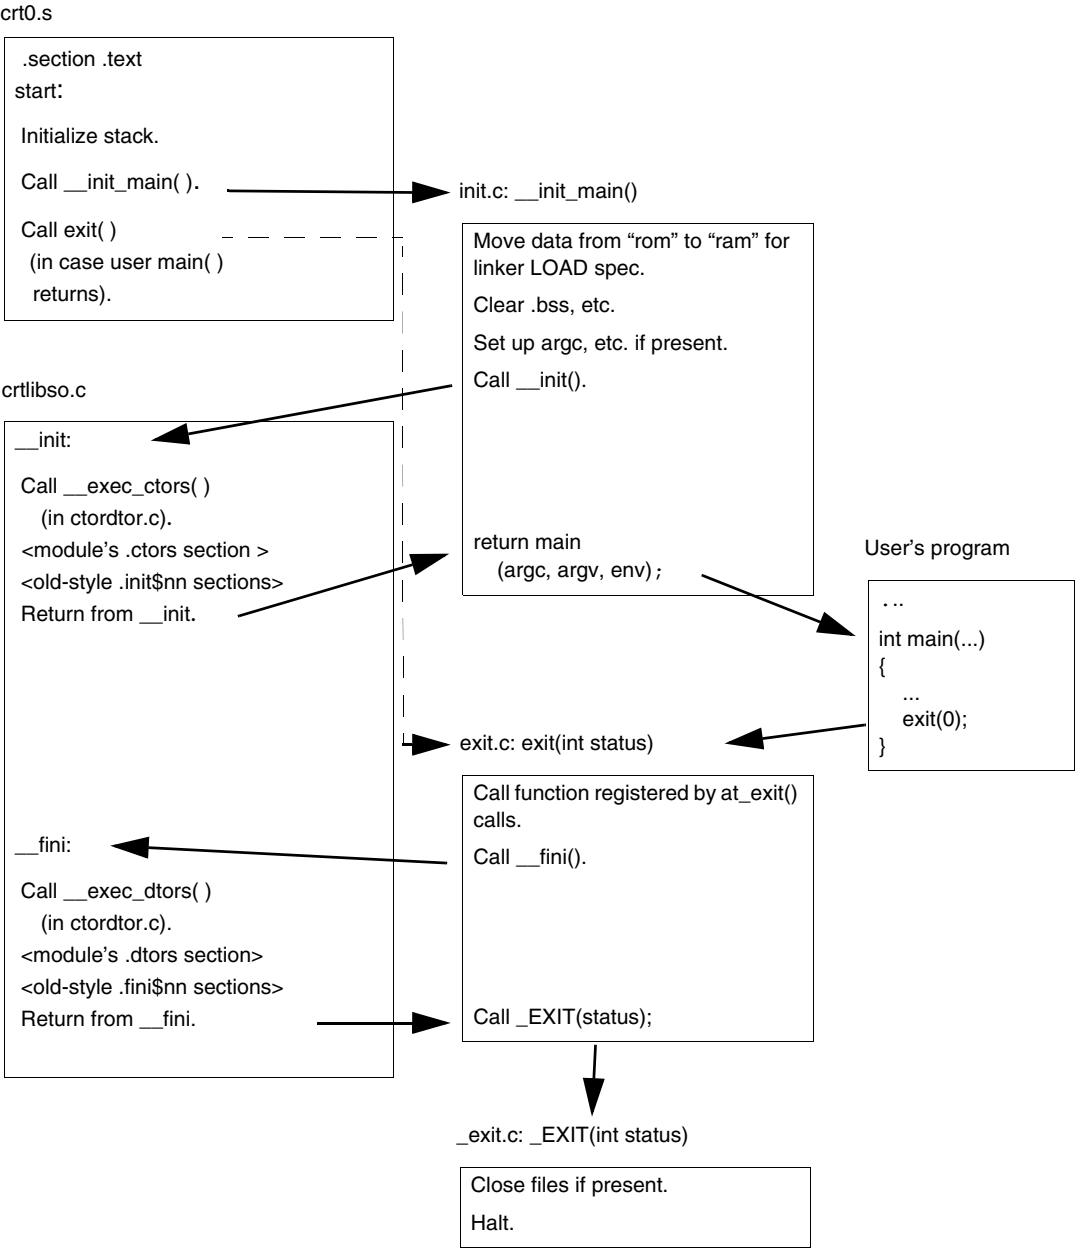 crt0.s
.section .text
start:
Initialize stack.
Call __init_main( ).
Call exit( )
(in case user main( )
returns).
init.c: __init_main()
Move data from “rom” to “ram” for
linker LOAD spec.
Clear .bss, etc.
Set up argc, etc. if present.
Call __init().
return main
(argc, argv, env);
crtlibso.c
__init:
Call __exec_ctors( )
(in ctordtor.c).
<module’s .ctors section >
<old-style .init$nn sections>
Return from __init.
User’s program
. ..
int main(...)
{
...
exit(0);
}
exit.c: exit(int status)
Call function registered by at_exit()
calls.
Call __fini().
Call _EXIT(status);
__fini:
Call __exec_dtors( )
(in ctordtor.c).
<module’s .dtors section>
<old-style .fini$nn sections>
Return from __fini.
_exit.c: _EXIT(int status)
Close files if present.
Halt.